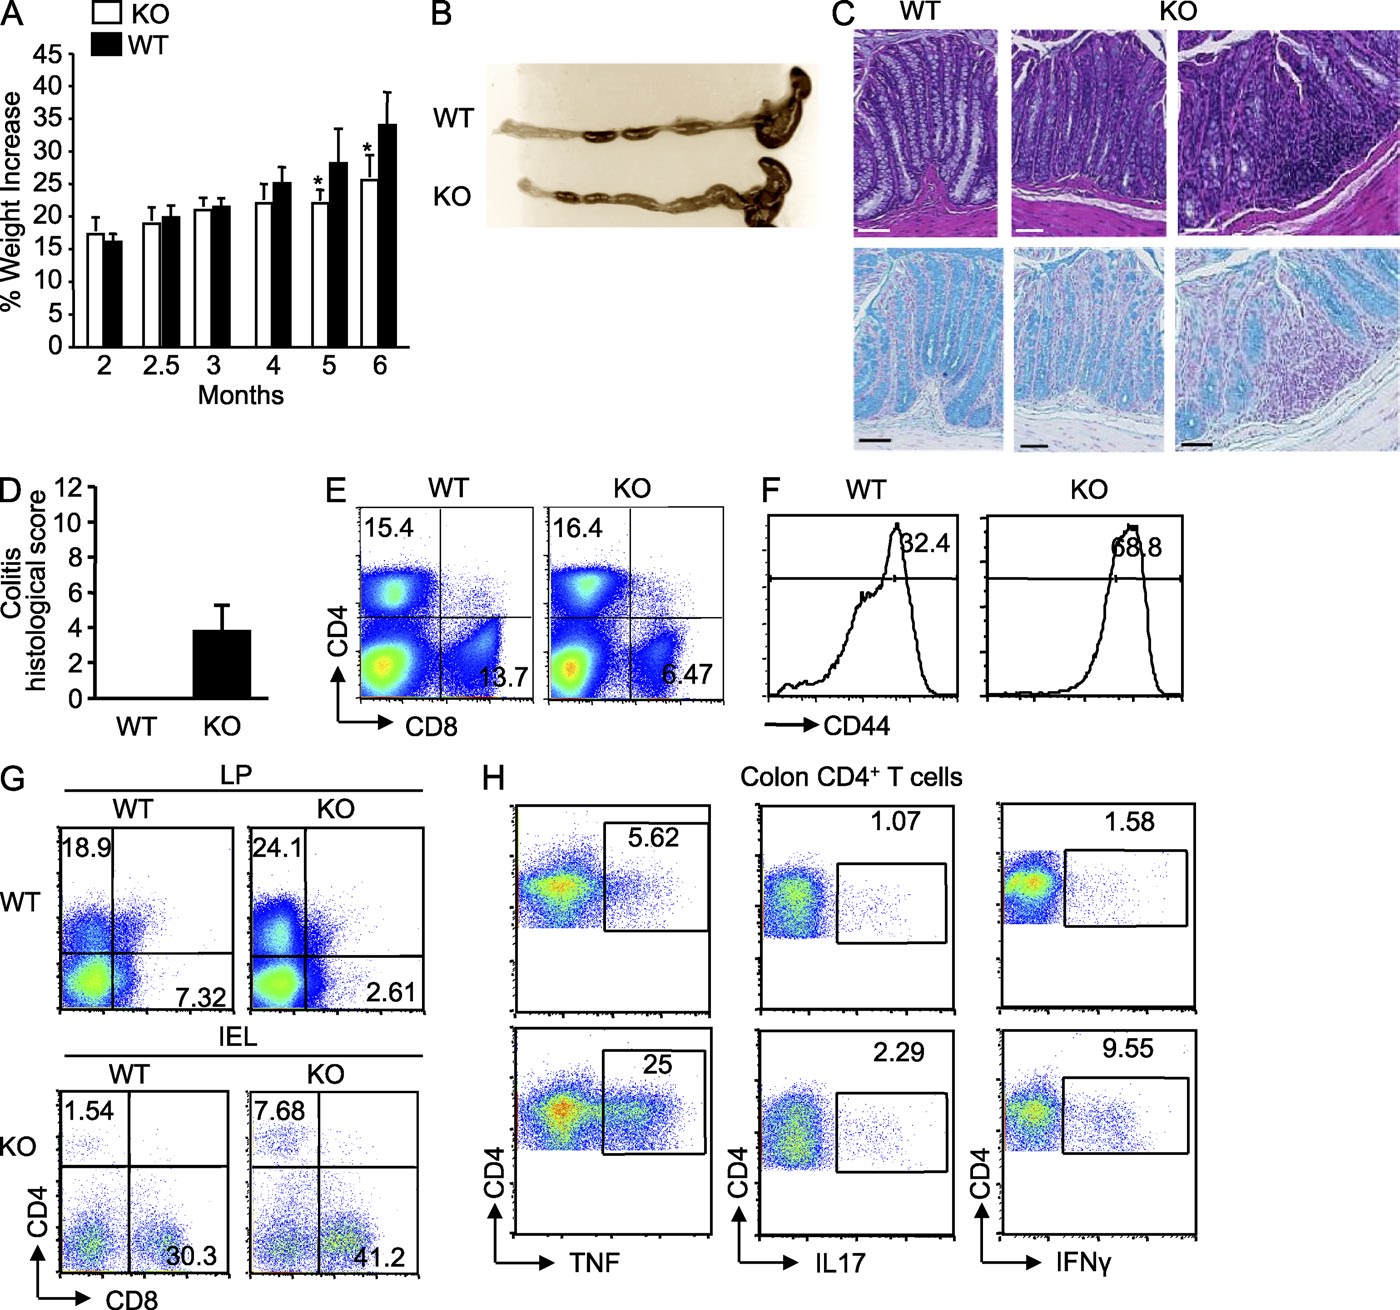 A
KO
WT
% Weight Increase
45
40
35
30
25
20
15
10
5
0
*
*
2 2.5 3 4 5 6
Months
B
WT
KO
C
WT KO
D
Colitis
histological score
12
10
8
6
4
2
0
WT KO
E
WT KO
15.4 16.4
13.7 6.47
CD4
CD8
F
WT KO
32.4 68.8
CD44
G
LP
WT KO
18.9 24.1
WT
7.32 2.61
IEL
WT KO
1.54 7.68
KO
30.3 41.2
CD4
CD8
H
Colon CD4+ T cells
5.62 1.07 1.58
25 2.29 9.55
CD4 CD4 CD4
TNF IL17 IFNγ